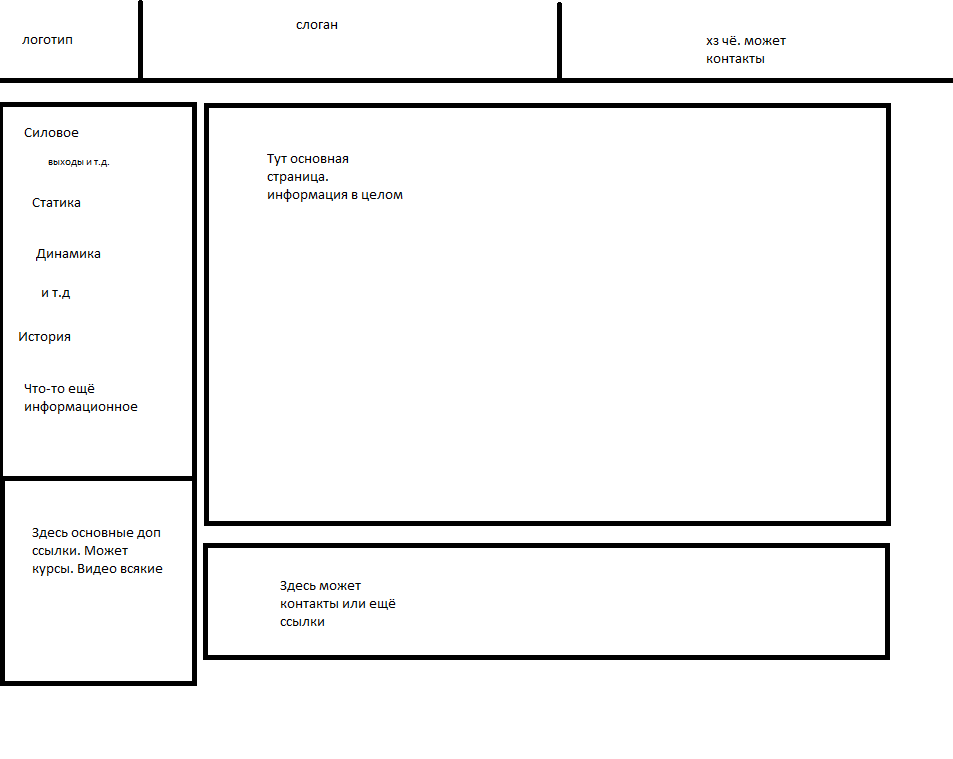 логотип
слоган
хз чё. может
контакты
Силовое
выходы и т.д.
Статика
Динамика
и т.д
История
Что-то ещё
информационное
Тут основная
страница.
информация в целом
Здесь основные доп
ссылки. Может
курсы. Видео всякие
Здесь может
контакты или ещё
ссылки